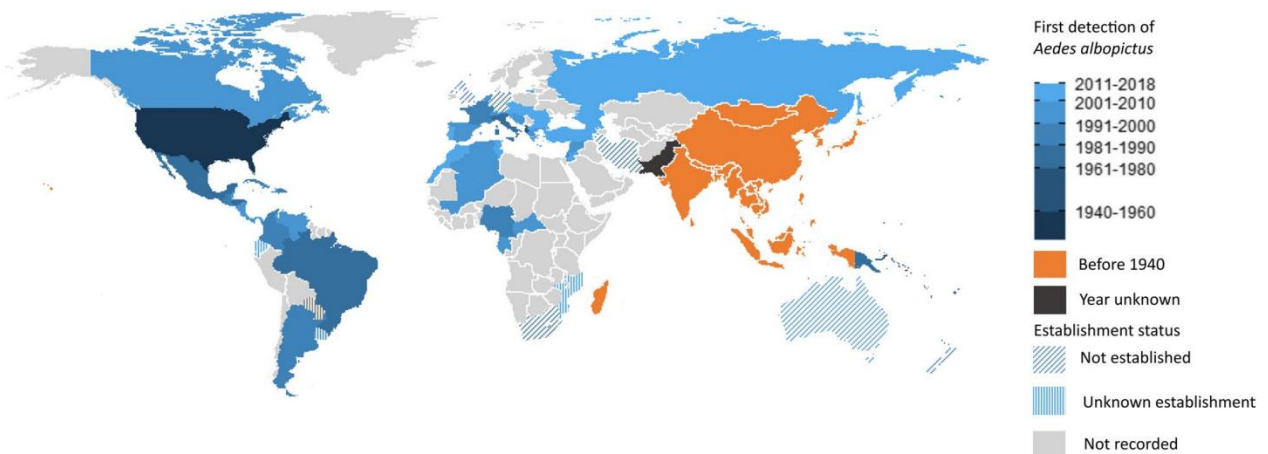 First detection of
Aedes albopictus
2011-2018
2001-2010
1991-2000
1981-1990
1961-1980
1940-1960
Before 1940
Year unknown
Establishment status
Not established
Unknown establishment
Not recorded